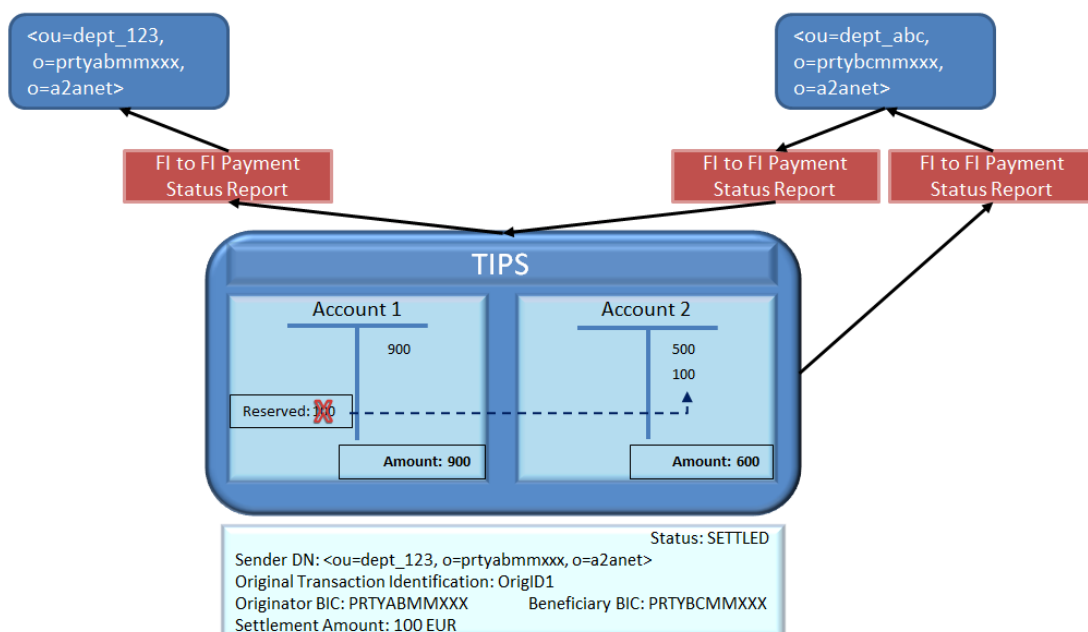 <ou=dept_123,
o=prtyabmmxxx,
o=a2anet>
<ou=dept_abc,
o=prtybcmmxxx,
o=a2anet>
FI to FI Payment
Status Report
FI to FI Payment
Status Report
FI to FI Payment
Status Report
TIPS
Account 1
900
Reserved: 100
Amount: 900
Account 2
500
100
Amount: 600
Status: SETTLED
Sender DN: <ou=dept_123, o=prtyabmmxxx, o=a2anet>
Original Transaction Identification: OrigID1
Originator BIC: PRTYABMMXXX Beneficiary BIC: PRTYBCMMXXX
Settlement Amount: 100 EUR